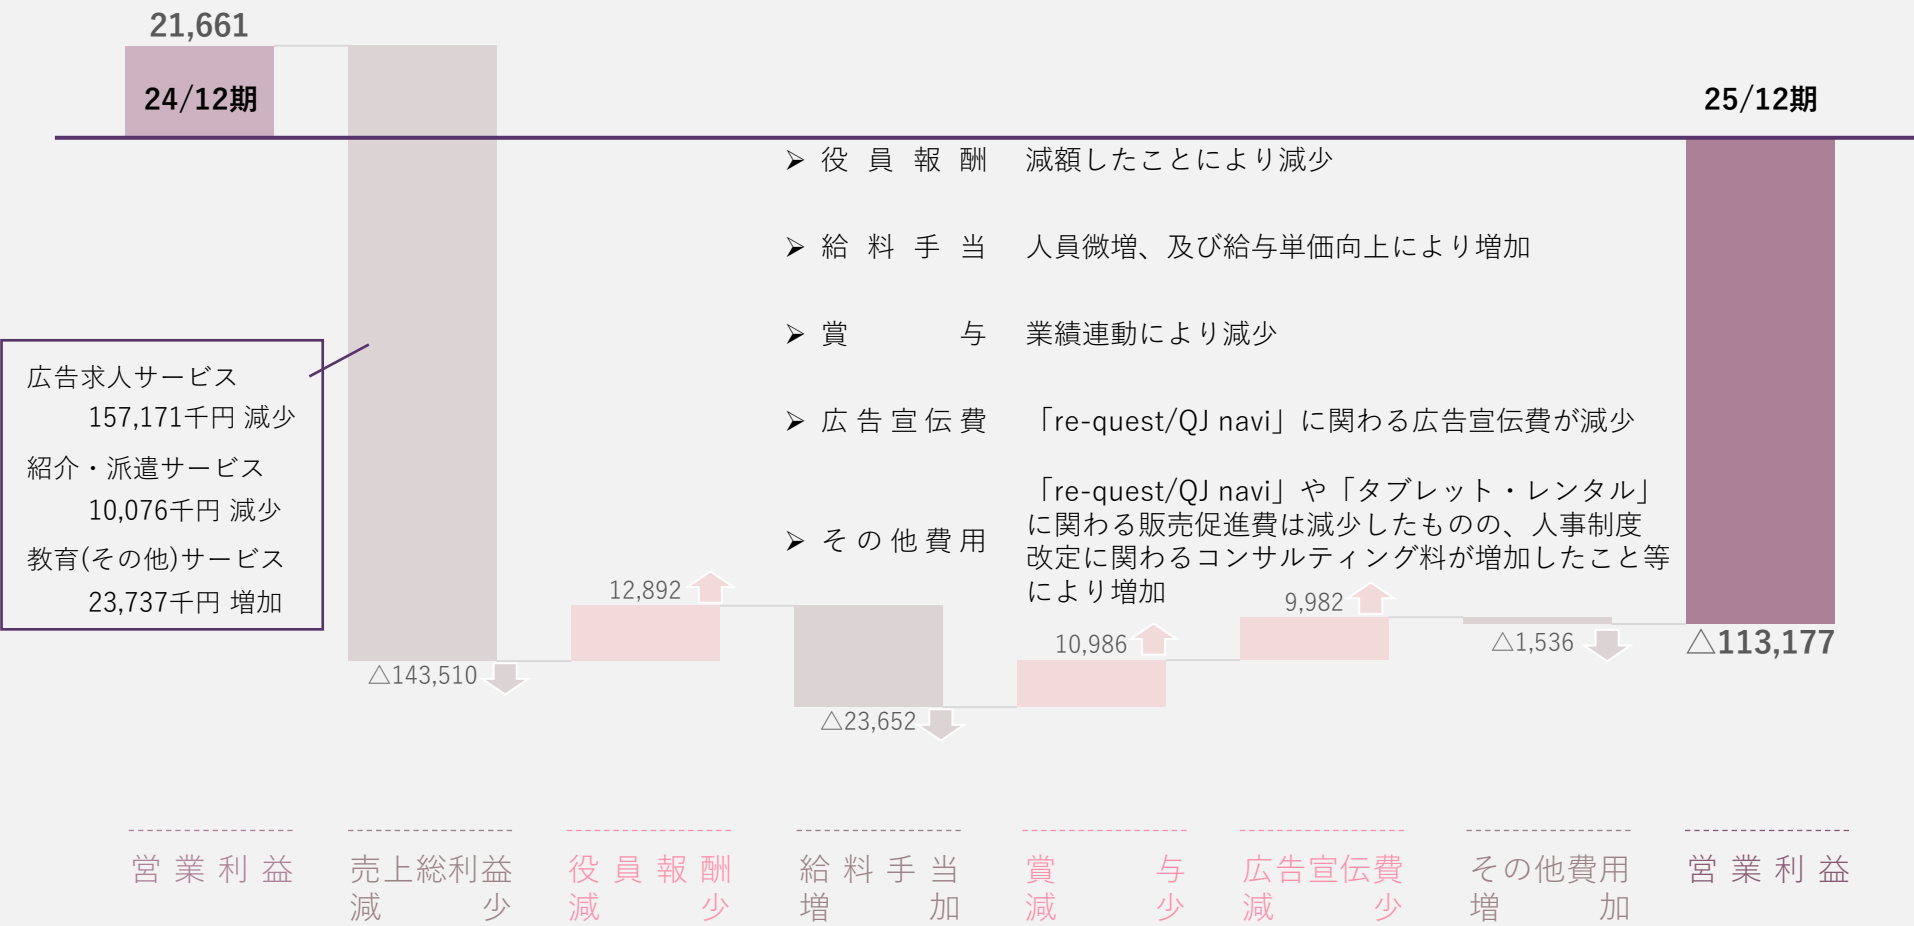 21,661
24/12期
25/12期
➢ 役員報酬 減額したことにより減少
➢ 給料手当 人員微増、及び給与単価向上により増加
➢ 賞与 業績連動により減少
➢ 広告宣伝費 「re-quest/QJ navi」に関わる広告宣伝費が減少
➢ その他費用 「re-quest/QJ navi」や「タブレット・レンタル」
に関わる販売促進費は減少したものの、人事制度
改定に関わるコンサルティング料が増加したこと等
により増加
広告求人サービス
157,171千円 減少
紹介・派遣サービス
10,076千円 減少
教育(その他)サービス
23,737千円 増加
△143,510
12,892
△23,652
10,986
9,982
△1,536
△113,177
営業利益
売上総利益
減少
役員報酬
減少
給料手当
増加
賞与
減少
広告宣伝費
減少
その他費用
増加
営業利益